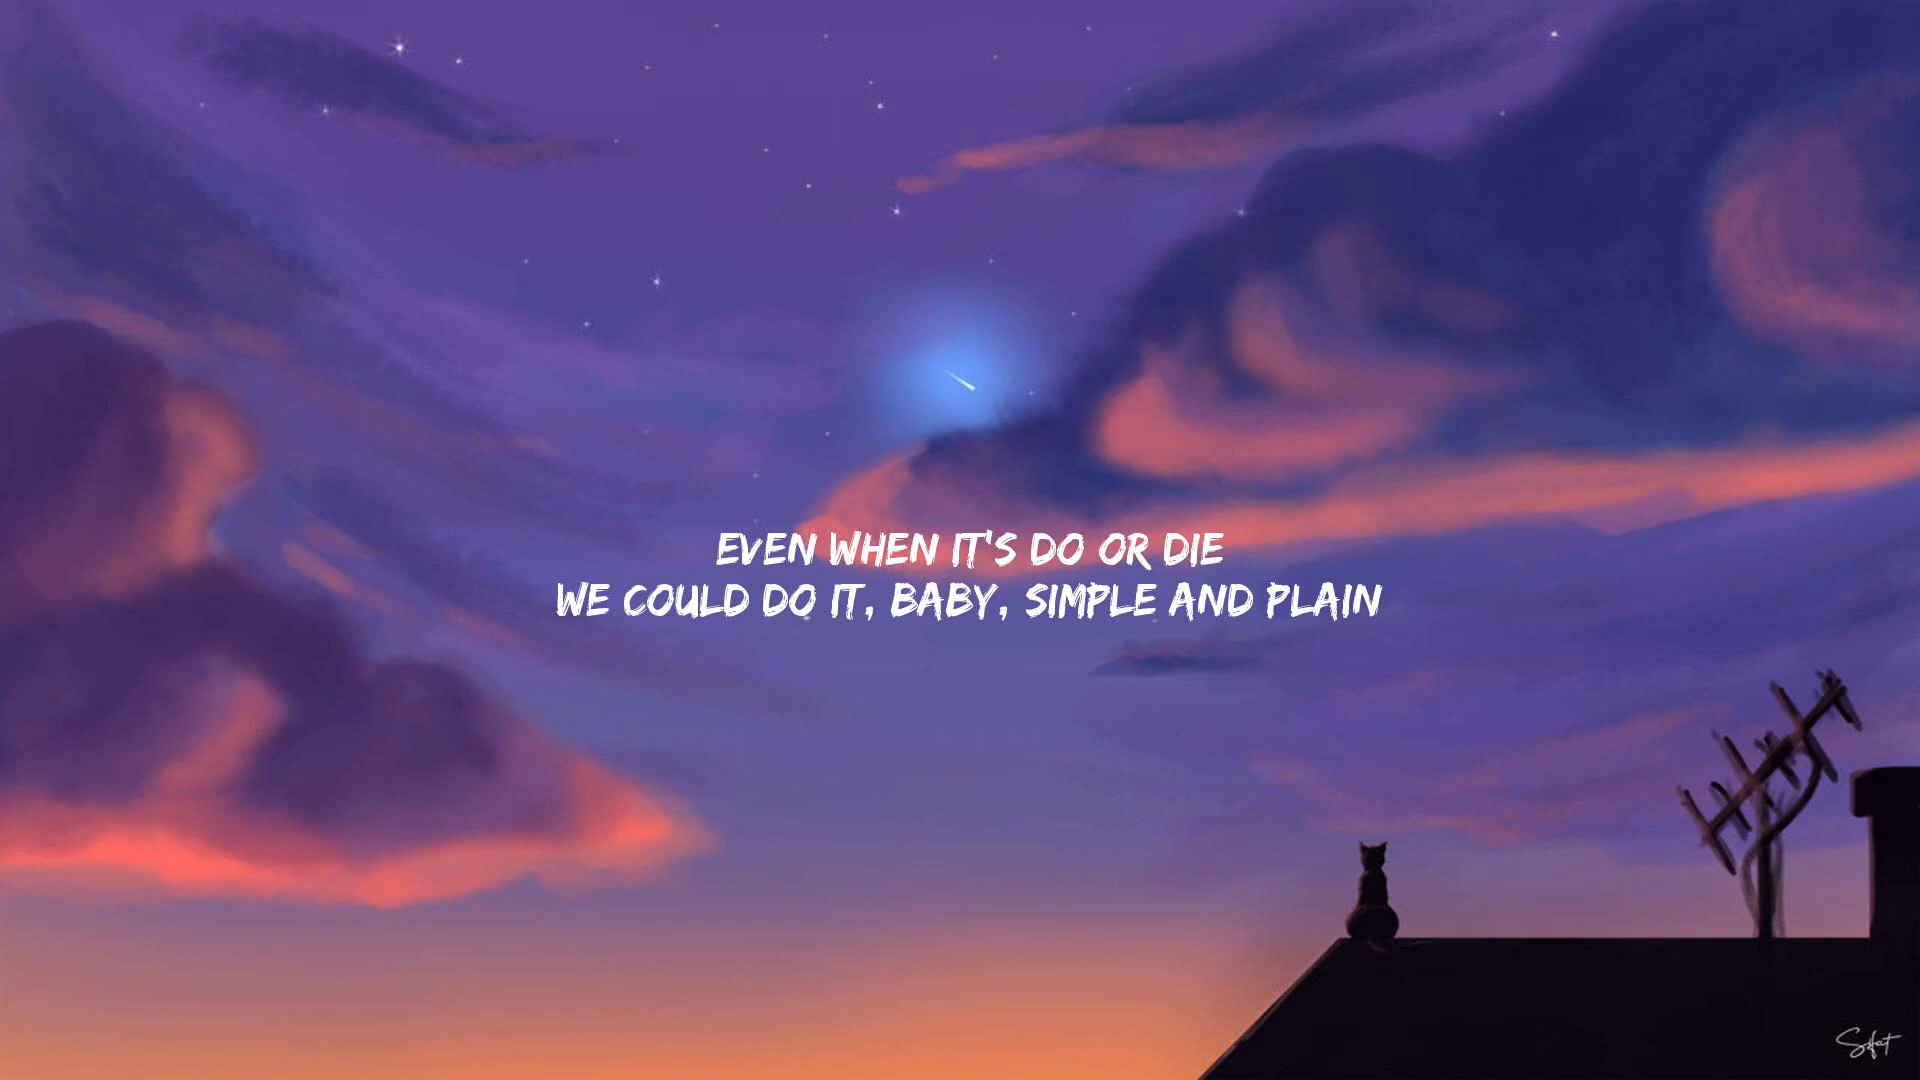 EVEN WHEN IT'S DO OR DIE
WE COULD DO IT, BABY, SIMPLE AND PLAIN